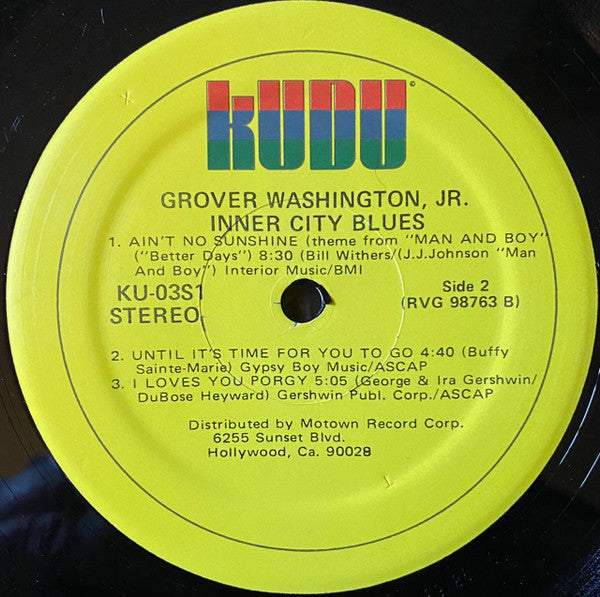 KUDU©
GROVER WASHINGTON, JR.
INNER CITY BLUES
1. AIN'T NO SUNSHINE (theme from "MAN AND BOY"
("Better Days") 8:30 (Bill Withers/(J.J.Johnson "Man
And Boy") Interior Music/BMI
KU-03S1
STEREO
Side 2
(RVG 98763 B)
2. UNTIL IT'S TIME FOR YOU TO GO 4:40 (Buffy
Sainte-Marie) Gypsy Boy Music/ASCAP
3. I LOVES YOU PORGY 5:05 (George & Ira Gershwin/
DuBose Heyward) Gershwin Publ. Corp./ASCAP
Distributed by Motown Record Corp.
6255 Sunset Blvd.
Hollywood, Ca. 90028